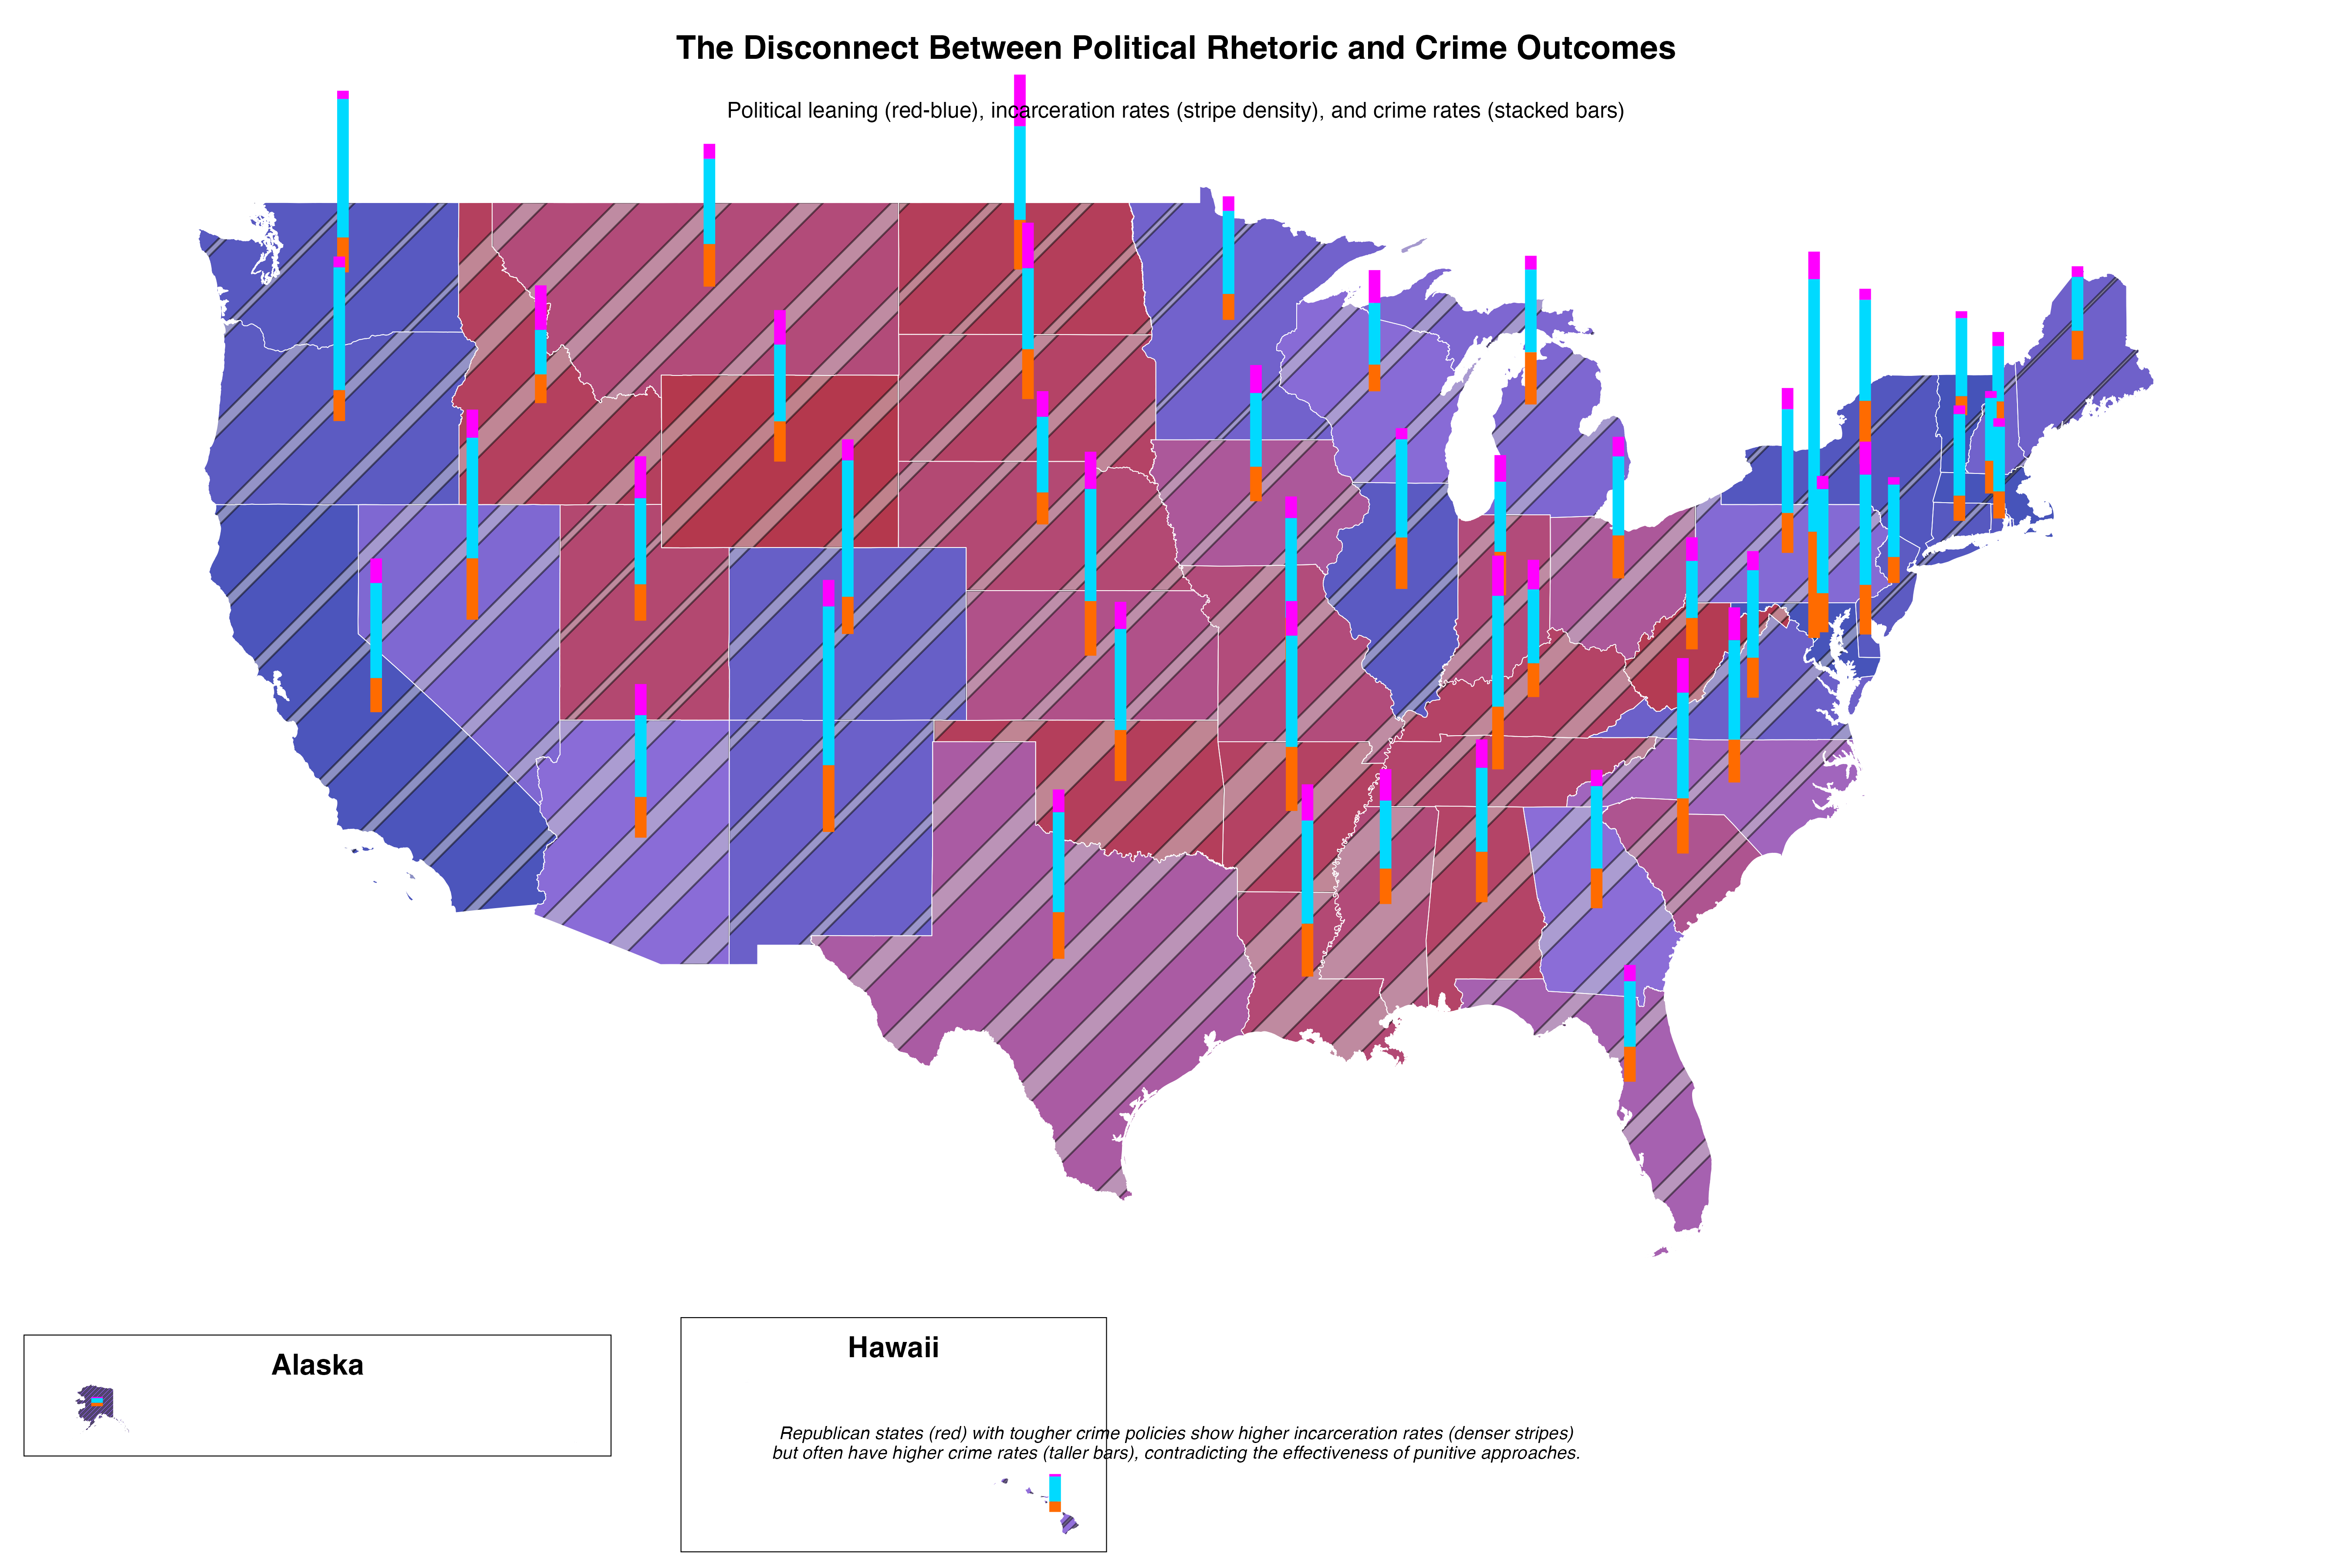 The Disconnect Between Political Rhetoric and Crime Outcomes
Political leaning (red-blue), incarceration rates (stripe density), and crime rates (stacked bars)
Alaska
Hawaii
Republican states (red) with tougher crime policies show higher incarceration rates (denser stripes)
but often have higher crime rates (taller bars), contradicting the effectiveness of punitive approaches.